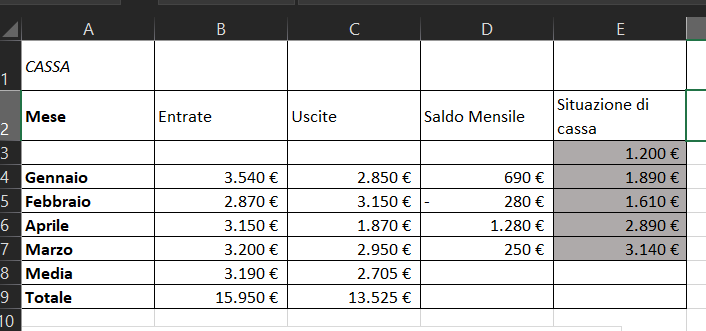 A B C D E
1 CASSA
2 Mese Entrate Uscite Saldo Mensile Situazione di
cassa
3 1.200 €
4 Gennaio 3.540 € 2.850 € 690 € 1.890 €
5 Febbraio 2.870 € 3.150 € - 280 € 1.610 €
6 Aprile 3.150 € 1.870 € 1.280 € 2.890 €
7 Marzo 3.200 € 2.950 € 250 € 3.140 €
8 Media 3.190 € 2.705 €
9 Totale 15.950 € 13.525 €
10